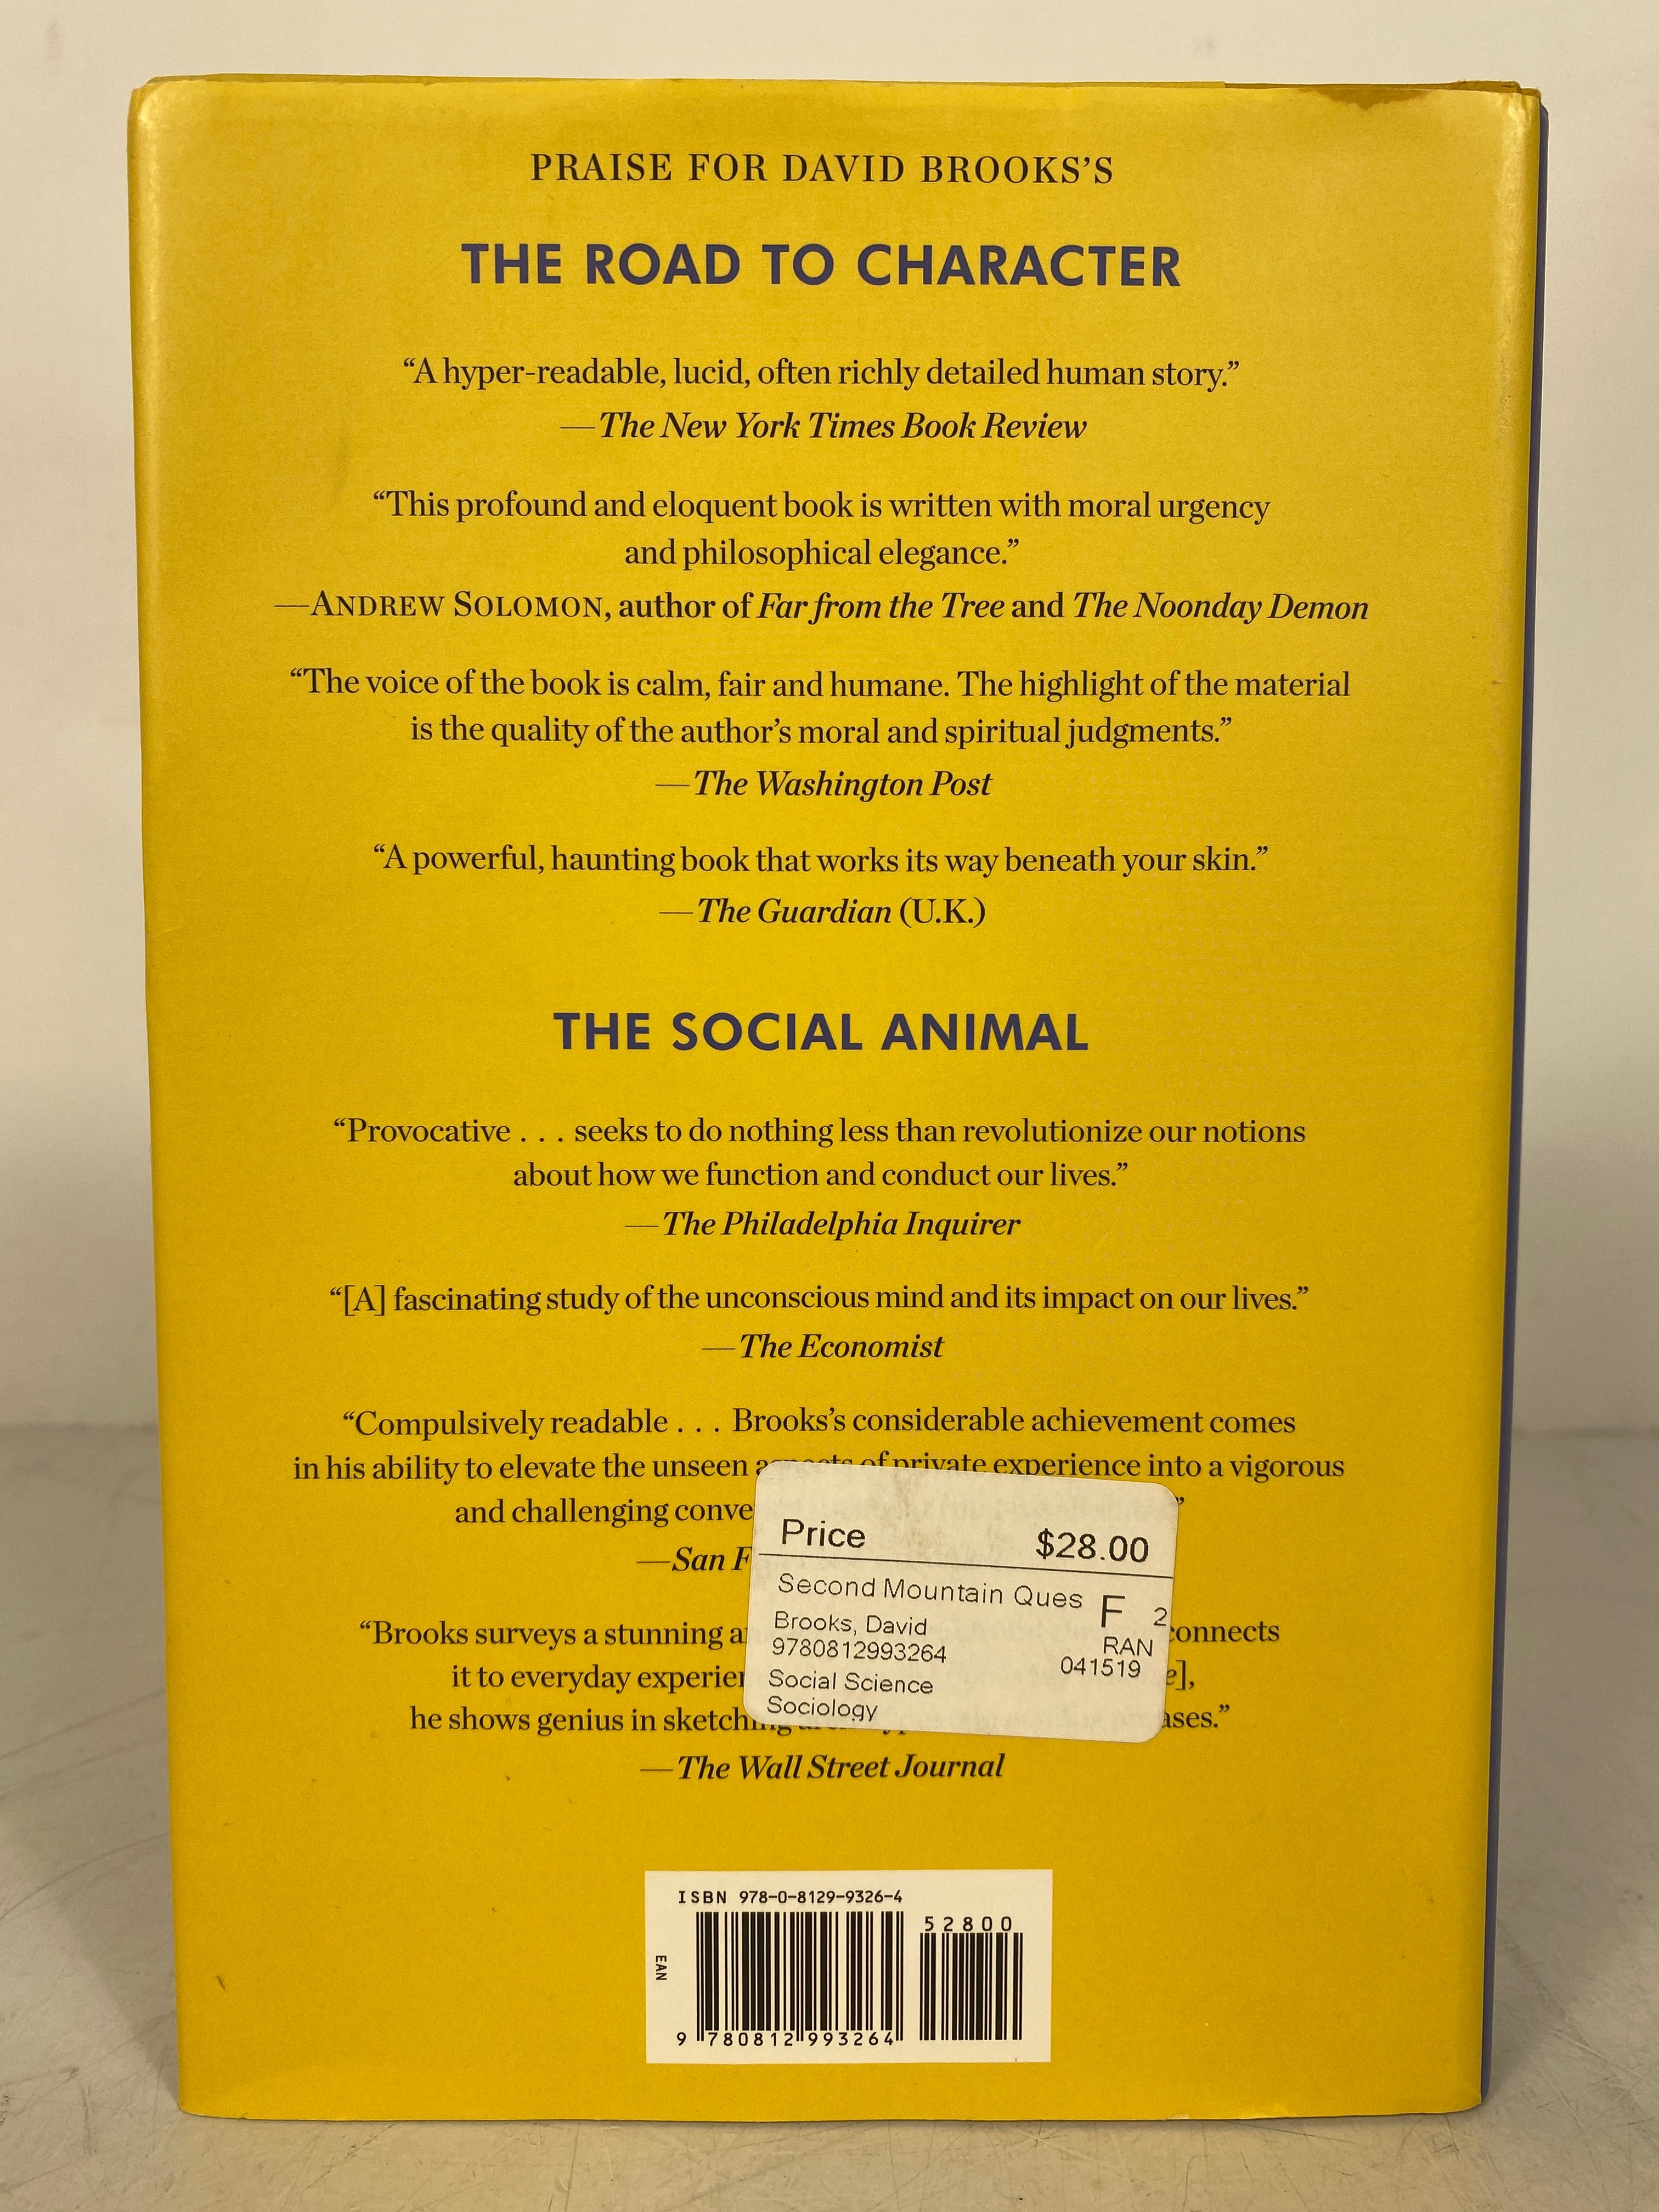 PRAISE FOR DAVID BROOKS’S
THE ROAD TO CHARACTER
“A hyper-readable, lucid, often richly detailed human story.”
—The New York Times Book Review
“This profound and eloquent book is written with moral urgency
and philosophical elegance.”
—ANDREW SOLOMON, author of Far from the Tree and The Noonday Demon
“The voice of the book is calm, fair and humane. The highlight of the material
is the quality of the author’s moral and spiritual judgments.”
—The Washington Post
“A powerful, haunting book that works its way beneath your skin.”
—The Guardian (U.K.)
THE SOCIAL ANIMAL
“Provocative . . . seeks to do nothing less than revolutionize our notions
about how we function and conduct our lives.”
—The Philadelphia Inquirer
“[A] fascinating study of the unconscious mind and its impact on our lives.”
—The Economist
“Compulsively readable . . . Brooks’s considerable achievement comes
in his ability to elevate the unseen aspects of private experience into a vigorous
and challenging
—San
“Brooks surveys a stunning
it to everyday
he shows genius in
—The Wall Street Journal
Price $28.00
Second Mountain Ques F 2
Brooks, David RAN
9780812993264 041519
Social Science
Sociology
ISBN 978-0-8129-9326-4
52800
EAN
9 780812 993264